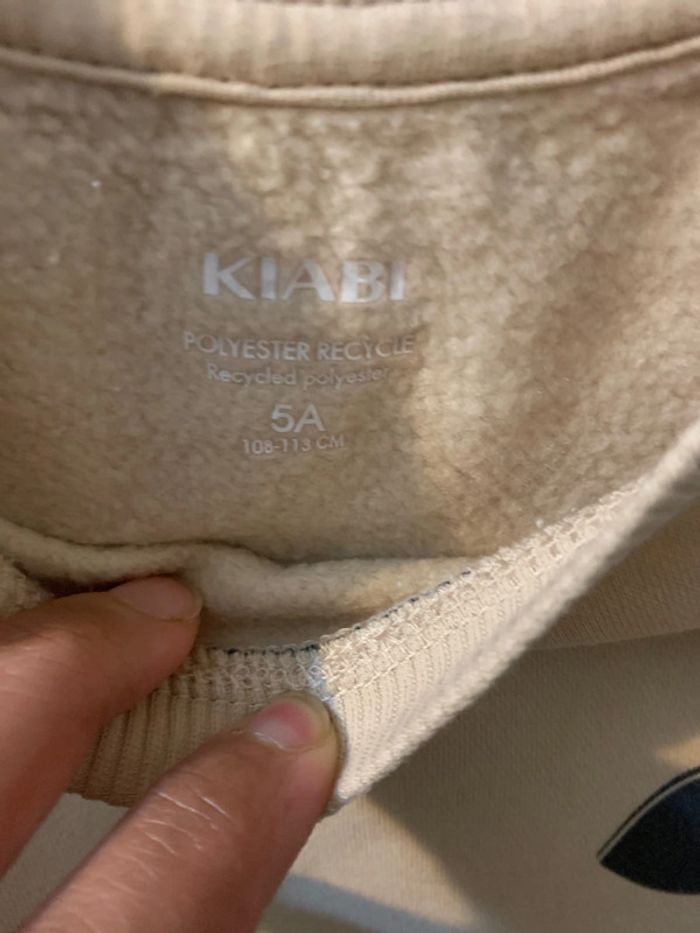 KIABI
POLYESTER RECYCLE
Recycled polyester
5A
108-113 CM